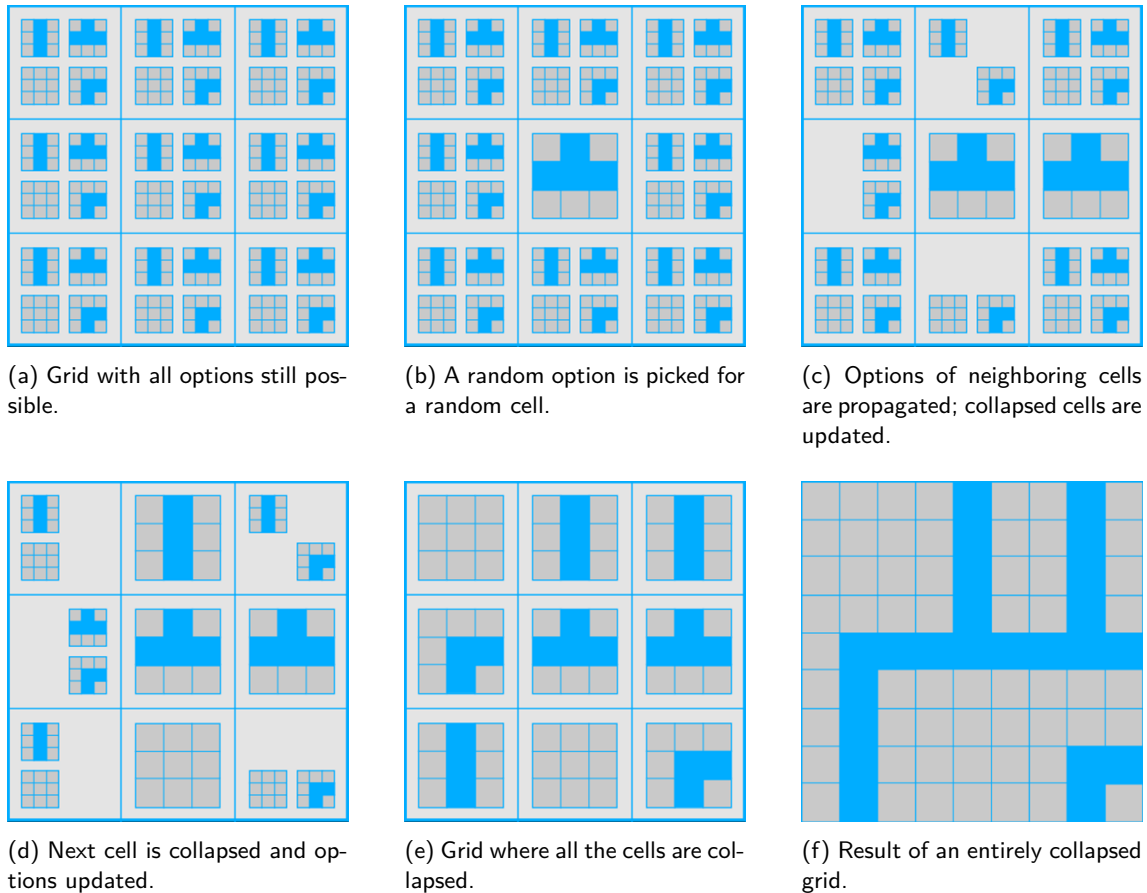 (a) Grid with all options still pos-
sible.
(b) A random option is picked for
a random cell.
(c) Options of neighboring cells
are propagated; collapsed cells are
updated.
(d) Next cell is collapsed and op-
tions updated.
(e) Grid where all the cells are col-
lapsed.
(f) Result of an entirely collapsed
grid.